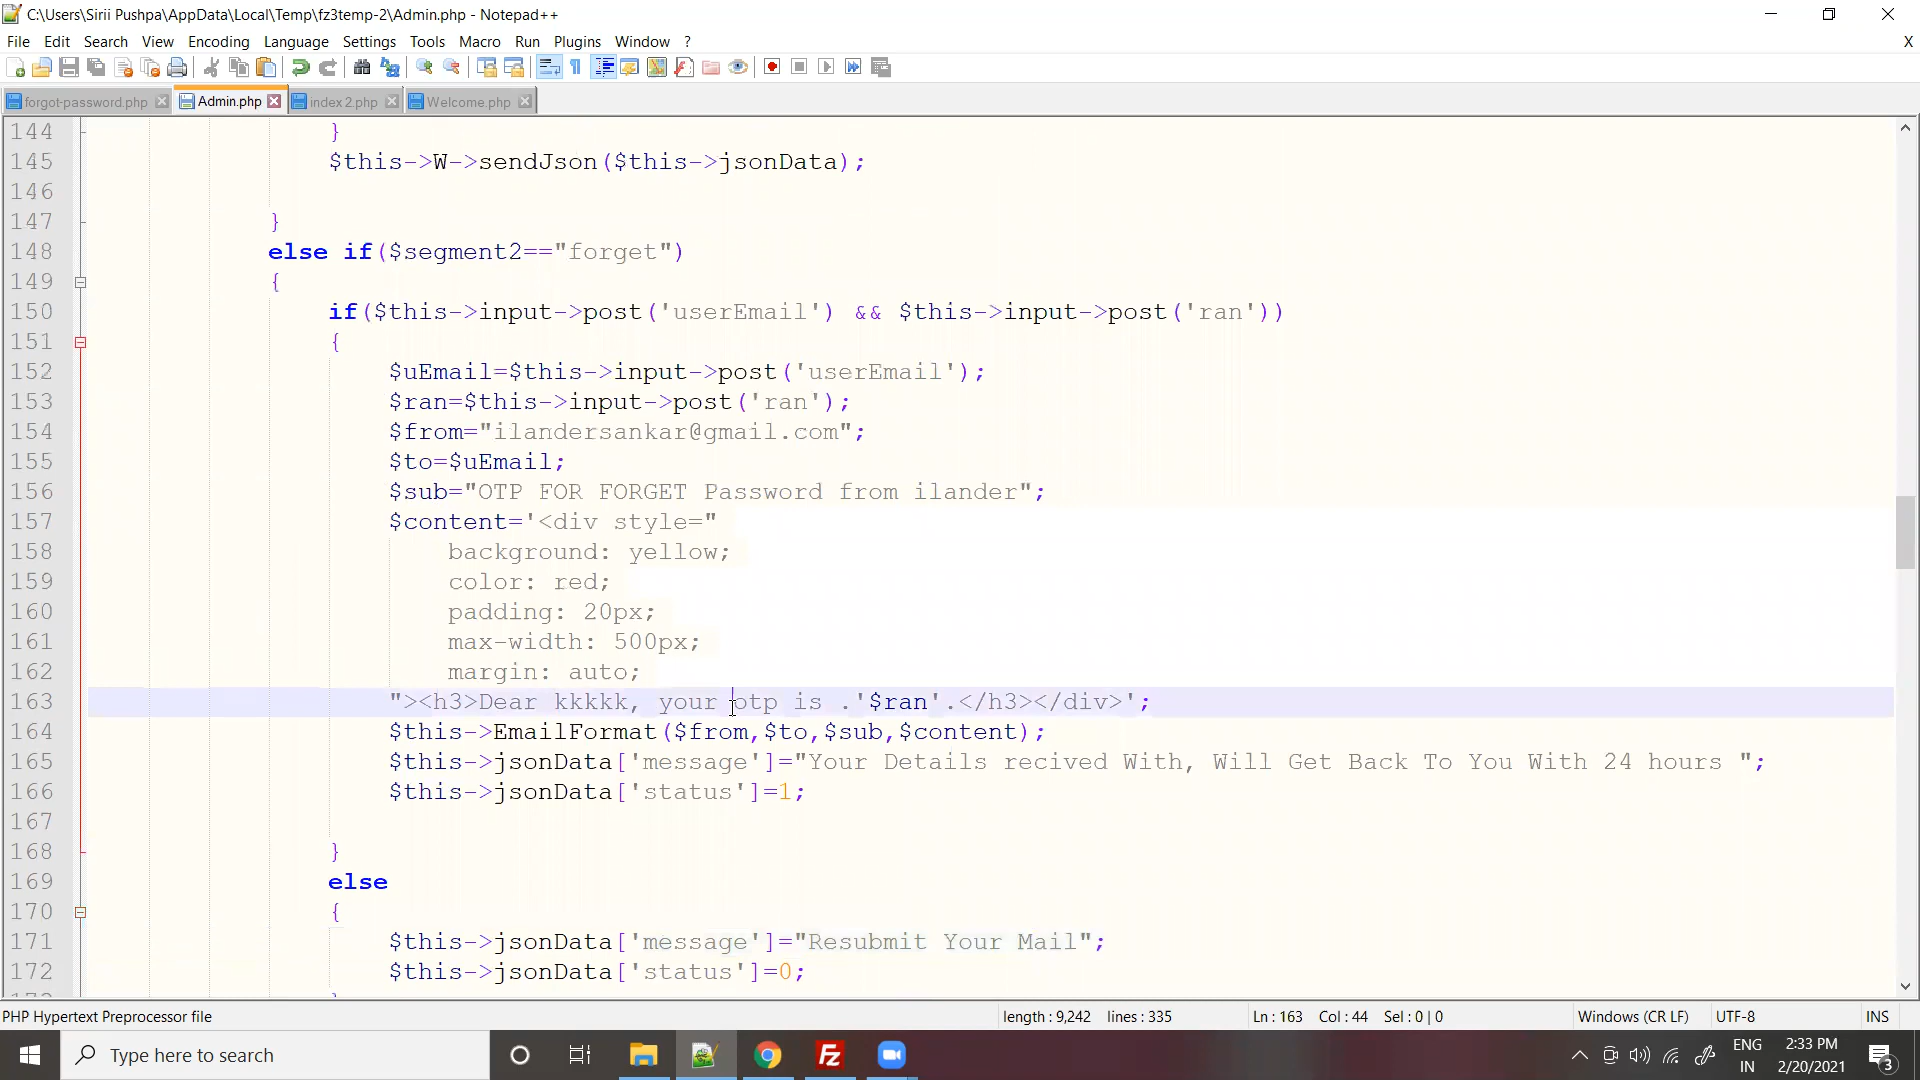 C:\Users\Sirii Pushpa\AppData\Local\Temp\fz3temp-2\Admin.php - Notepad++
File Edit Search View Encoding Language Settings Tools Macro Run Plugins Window ? X
forgot-password.php Admin.php index2.php Welcome.php
144 }
145 $this->W->sendJson($this->jsonData);
146
147 }
148 else if($segment2=="forget")
149 {
150 if($this->input->post('userEmail') && $this->input->post('ran'))
151 {
152 $uEmail=$this->input->post('userEmail');
153 $ran=$this->input->post('ran');
154 $from="ilandersankar@gmail.com";
155 $to=$uEmail;
156 $sub="OTP FOR FORGET Password from ilander";
157 $content='<div style="
158 background: yellow;
159 color: red;
160 padding: 20px;
161 max-width: 500px;
162 margin: auto;
163 "><h3>Dear kkkkk, your otp is .'$ran'.</h3></div>';
164 $this->EmailFormat($from,$to,$sub,$content);
165 $this->jsonData['message']="Your Details recived With, Will Get Back To You With 24 hours ";
166 $this->jsonData['status']=1;
167
168 }
169 else
170 {
171 $this->jsonData['message']="Resubmit Your Mail";
172 $this->jsonData['status']=0;
PHP Hypertext Preprocessor file length : 9,242 lines : 335 Ln : 163 Col : 44 Sel : 0 | 0 Windows (CR LF) UTF-8 INS
Type here to search
ENG 2:33 PM
IN 2/20/2021 3